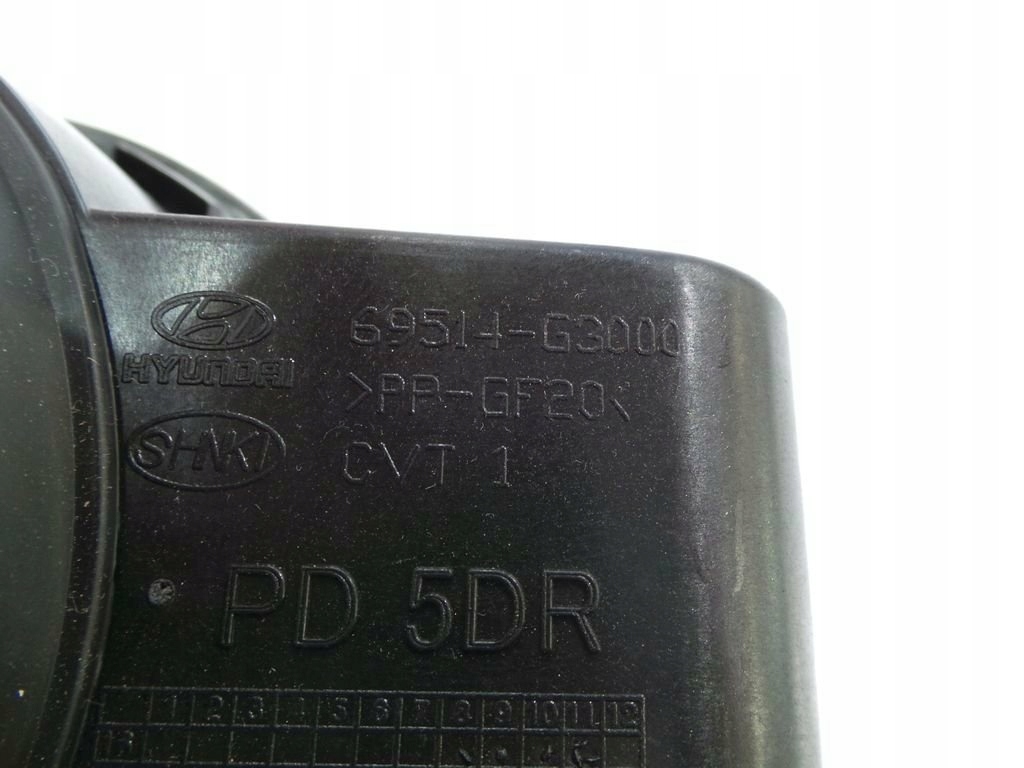 HYUNDAI
69514-G3000
>PP-GF20<
SHNKI
CVT 1
PD 5DR
1 2 3 4 5 6 7 8 9 10 11 12